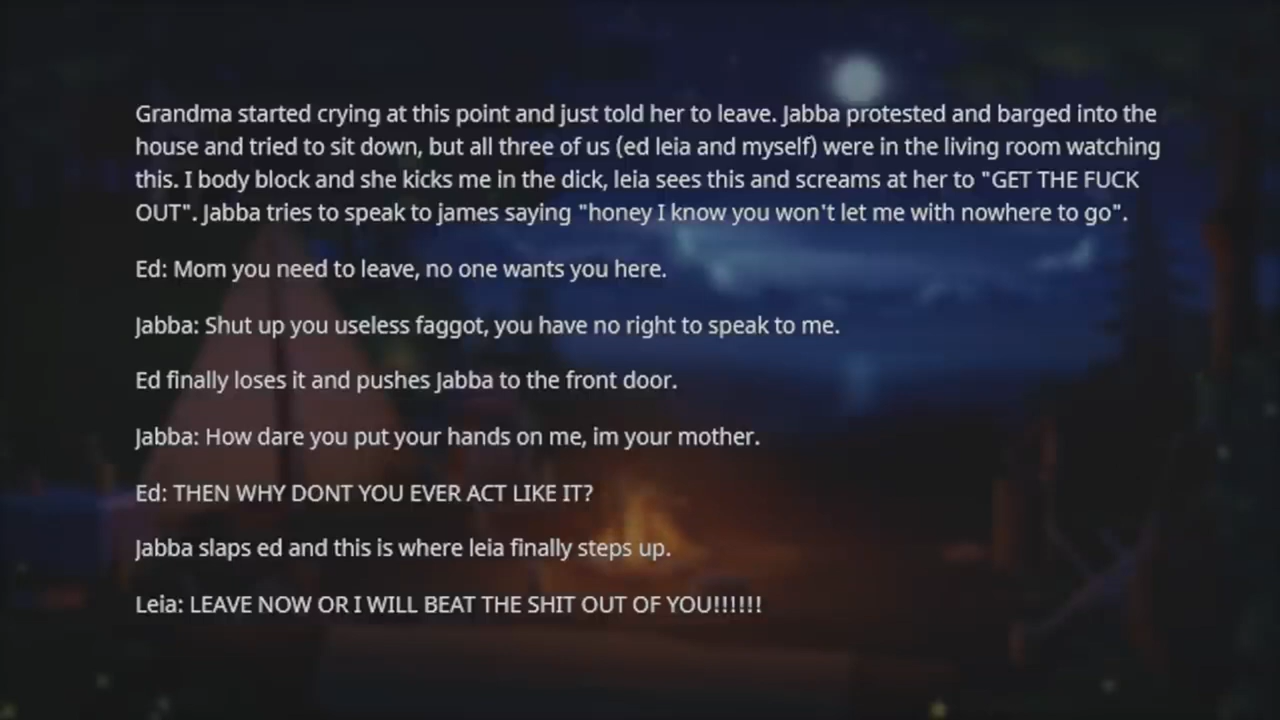 Grandma started crying at this point and just told her to leave. Jabba protested and barged into the
house and tried to sit down, but all three of us (ed leia and myself) were in the living room watching
this. I body block and she kicks me in the dick, leia sees this and screams at her to "GET THE FUCK
OUT". Jabba tries to speak to james saying "honey I know you won't let me with nowhere to go".
Ed: Mom you need to leave, no one wants you here.
Jabba: Shut up you useless faggot, you have no right to speak to me.
Ed finally loses it and pushes Jabba to the front door.
Jabba: How dare you put your hands on me, im your mother.
Ed: THEN WHY DONT YOU EVER ACT LIKE IT?
Jabba slaps ed and this is where leia finally steps up.
Leia: LEAVE NOW OR I WILL BEAT THE SHIT OUT OF YOU!!!!!!